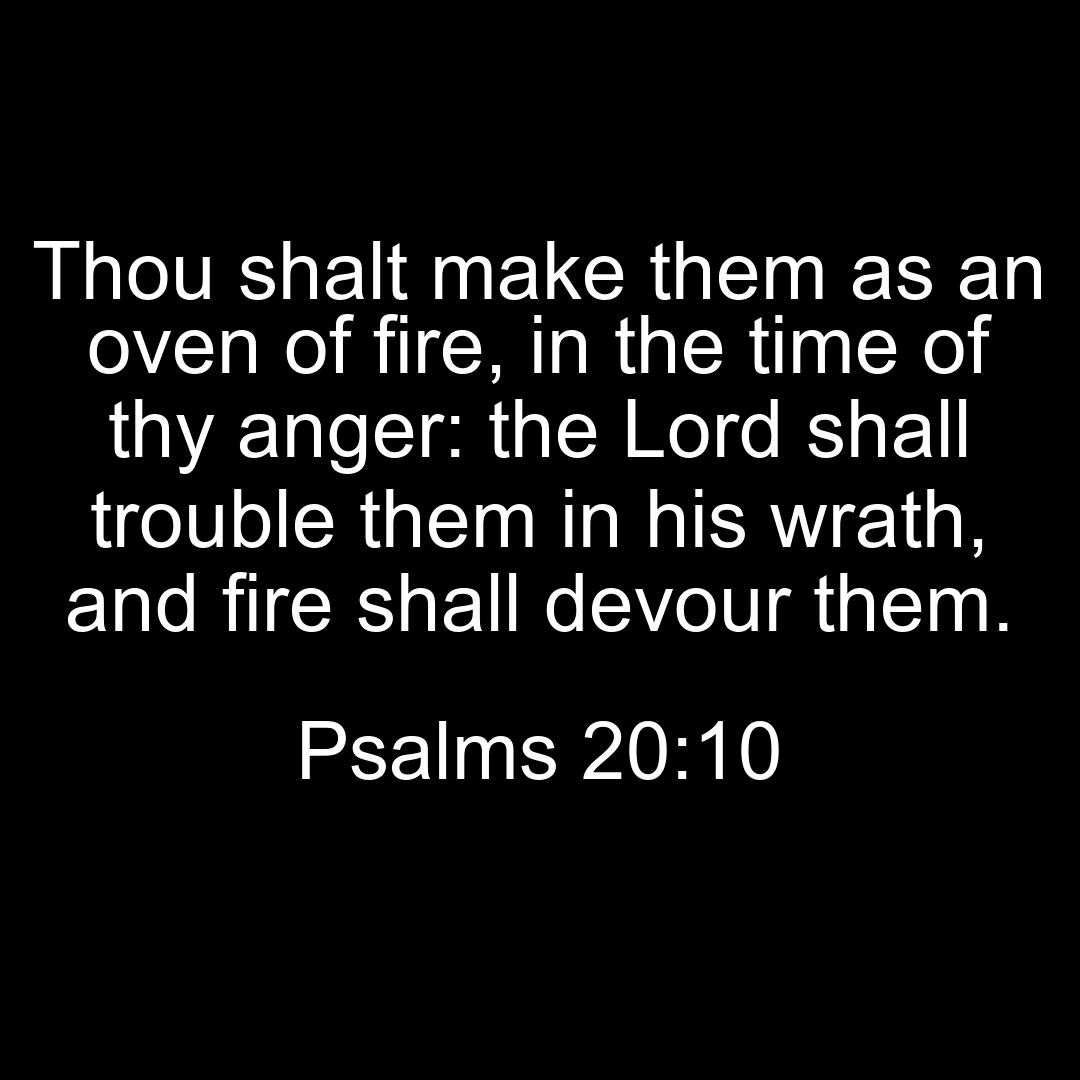 Thou shalt make them as an
oven of fire, in the time of
thy anger: the Lord shall
trouble them in his wrath,
and fire shall devour them.
Psalms 20:10